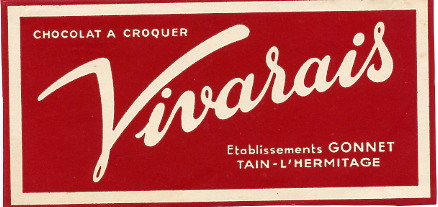 CHOCOLAT A CROQUER
Vivarais
Etablissements GONNET
TAIN-L'HERMITAGE